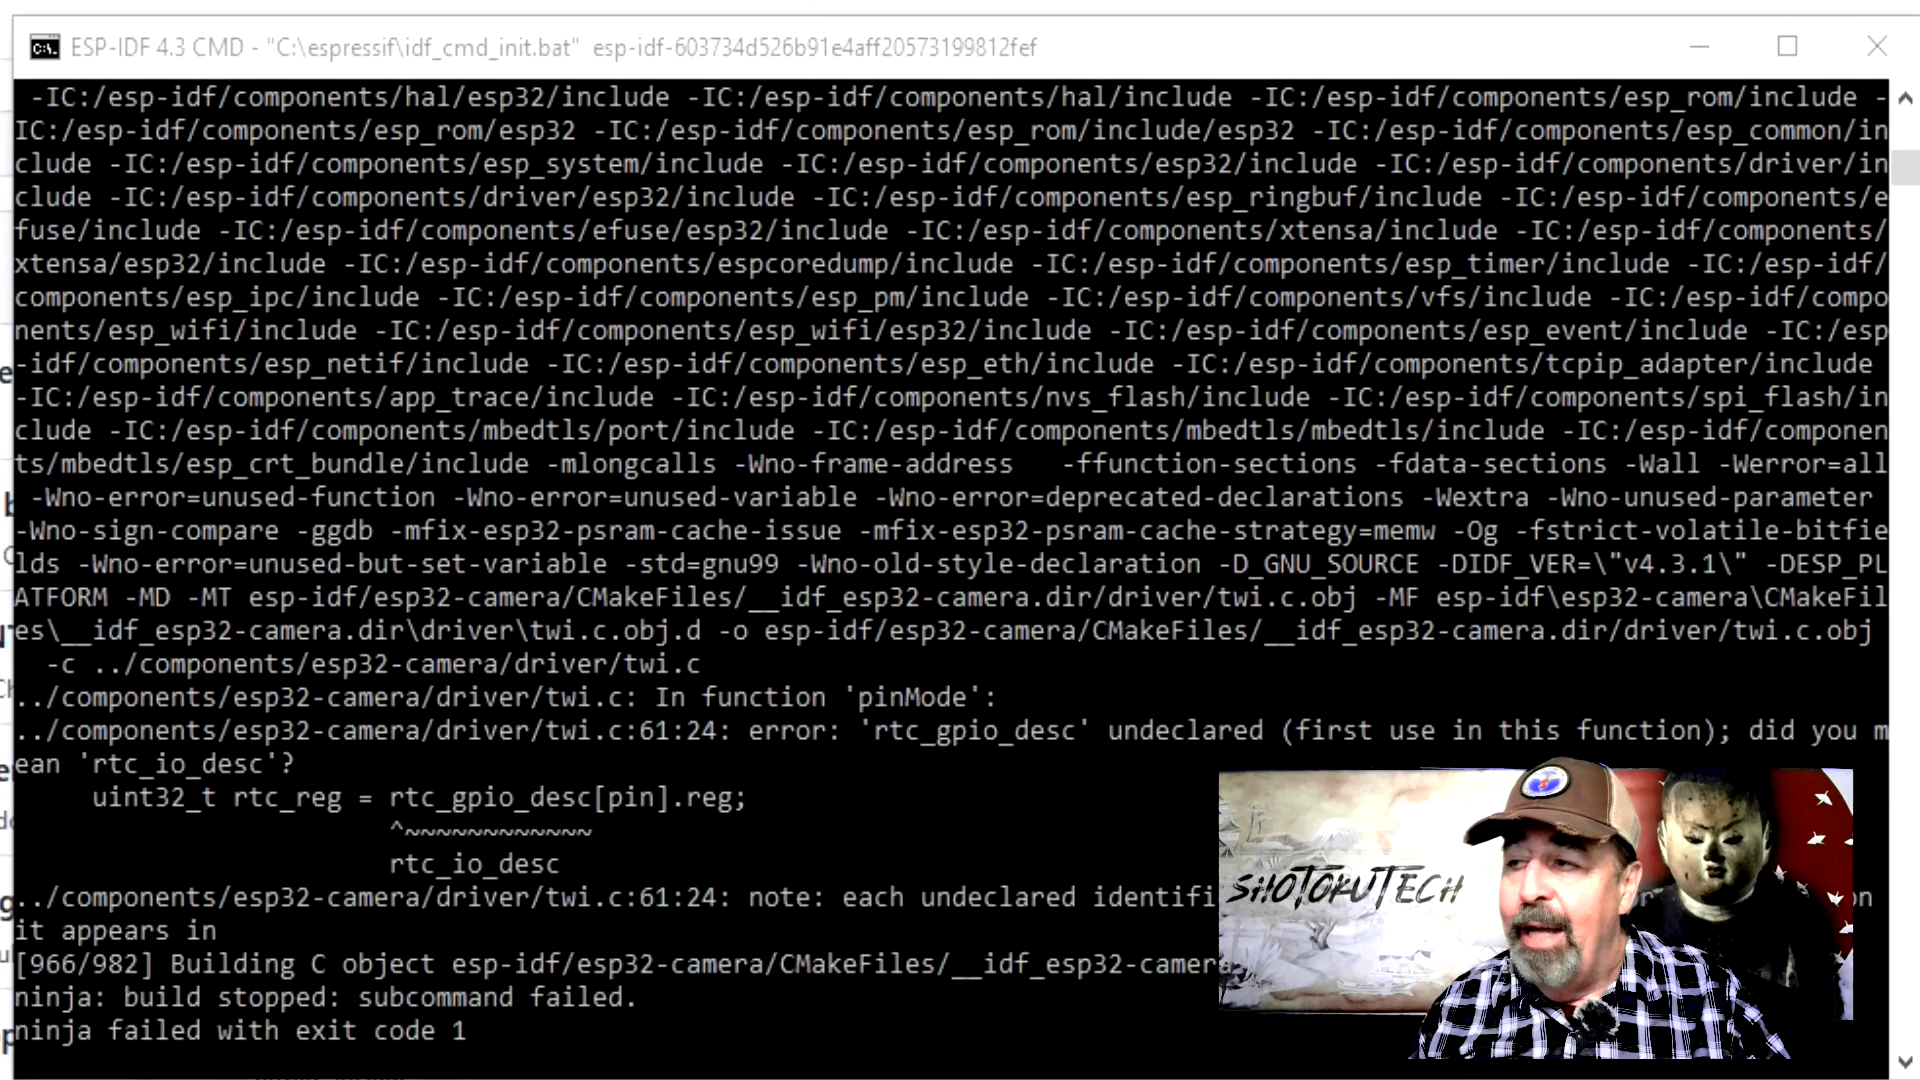 ESP-IDF 4.3 CMD - "C:\espressif\idf_cmd_init.bat"  esp-idf-603734d526b91e4aff20573199812fef
-IC:/esp-idf/components/hal/esp32/include -IC:/esp-idf/components/hal/include -IC:/esp-idf/components/esp_rom/include -
IC:/esp-idf/components/esp_rom/esp32 -IC:/esp-idf/components/esp_rom/include/esp32 -IC:/esp-idf/components/esp_common/in
clude -IC:/esp-idf/components/esp_system/include -IC:/esp-idf/components/esp32/include -IC:/esp-idf/components/driver/in
clude -IC:/esp-idf/components/driver/esp32/include -IC:/esp-idf/components/esp_ringbuf/include -IC:/esp-idf/components/e
fuse/include -IC:/esp-idf/components/efuse/esp32/include -IC:/esp-idf/components/xtensa/include -IC:/esp-idf/components/
xtensa/esp32/include -IC:/esp-idf/components/espcoredump/include -IC:/esp-idf/components/esp_timer/include -IC:/esp-idf/
components/esp_ipc/include -IC:/esp-idf/components/esp_pm/include -IC:/esp-idf/components/vfs/include -IC:/esp-idf/compo
nents/esp_wifi/include -IC:/esp-idf/components/esp_wifi/esp32/include -IC:/esp-idf/components/esp_event/include -IC:/esp
-idf/components/esp_netif/include -IC:/esp-idf/components/esp_eth/include -IC:/esp-idf/components/tcpip_adapter/include
-IC:/esp-idf/components/app_trace/include -IC:/esp-idf/components/nvs_flash/include -IC:/esp-idf/components/spi_flash/in
clude -IC:/esp-idf/components/mbedtls/port/include -IC:/esp-idf/components/mbedtls/mbedtls/include -IC:/esp-idf/componen
ts/mbedtls/esp_crt_bundle/include -mlongcalls -Wno-frame-address   -ffunction-sections -fdata-sections -Wall -Werror=all
-Wno-error=unused-function -Wno-error=unused-variable -Wno-error=deprecated-declarations -Wextra -Wno-unused-parameter
-Wno-sign-compare -ggdb -mfix-esp32-psram-cache-issue -mfix-esp32-psram-cache-strategy=memw -Og -fstrict-volatile-bitfie
lds -Wno-error=unused-but-set-variable -std=gnu99 -Wno-old-style-declaration -D_GNU_SOURCE -DIDF_VER=\"v4.3.1\" -DESP_PL
ATFORM -MD -MT esp-idf/esp32-camera/CMakeFiles/__idf_esp32-camera.dir/driver/twi.c.obj -MF esp-idf\esp32-camera\CMakeFil
es\__idf_esp32-camera.dir\driver\twi.c.obj.d -o esp-idf/esp32-camera/CMakeFiles/__idf_esp32-camera.dir/driver/twi.c.obj
-c ../components/esp32-camera/driver/twi.c
../components/esp32-camera/driver/twi.c: In function 'pinMode':
../components/esp32-camera/driver/twi.c:61:24: error: 'rtc_gpio_desc' undeclared (first use in this function); did you m
ean 'rtc_io_desc'?
uint32_t rtc_reg = rtc_gpio_desc[pin].reg;
^~~~~~~~~~~~~
rtc_io_desc
../components/esp32-camera/driver/twi.c:61:24: note: each undeclared identifi
it appears in
[966/982] Building C object esp-idf/esp32-camera/CMakeFiles/__idf_esp32-camera
ninja: build stopped: subcommand failed.
ninja failed with exit code 1
SHOTOKUTECH